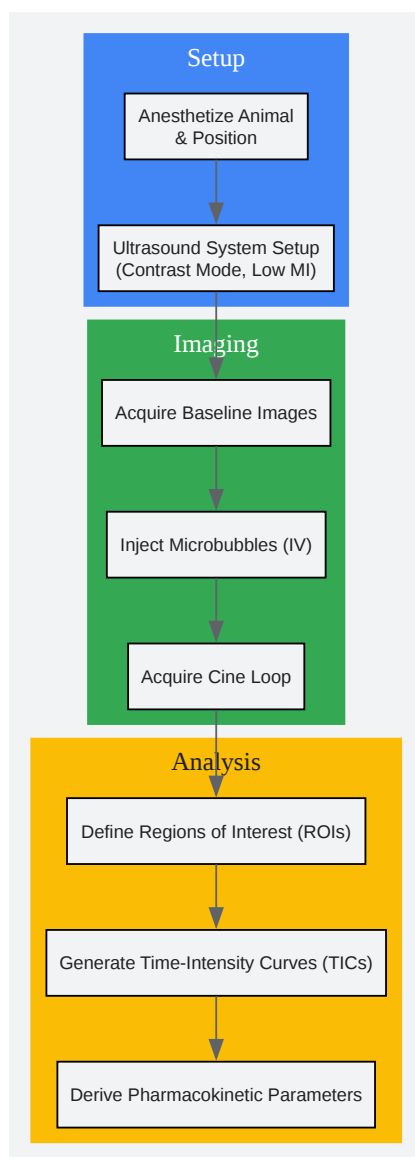 Setup
Anesthetize Animal
& Position
Ultrasound System Setup
(Contrast Mode, Low MI)
Imaging
Acquire Baseline Images
Inject Microbubbles (IV)
Acquire Cine Loop
Analysis
Define Regions of Interest (ROIs)
Generate Time-Intensity Curves (TICs)
Derive Pharmacokinetic Parameters